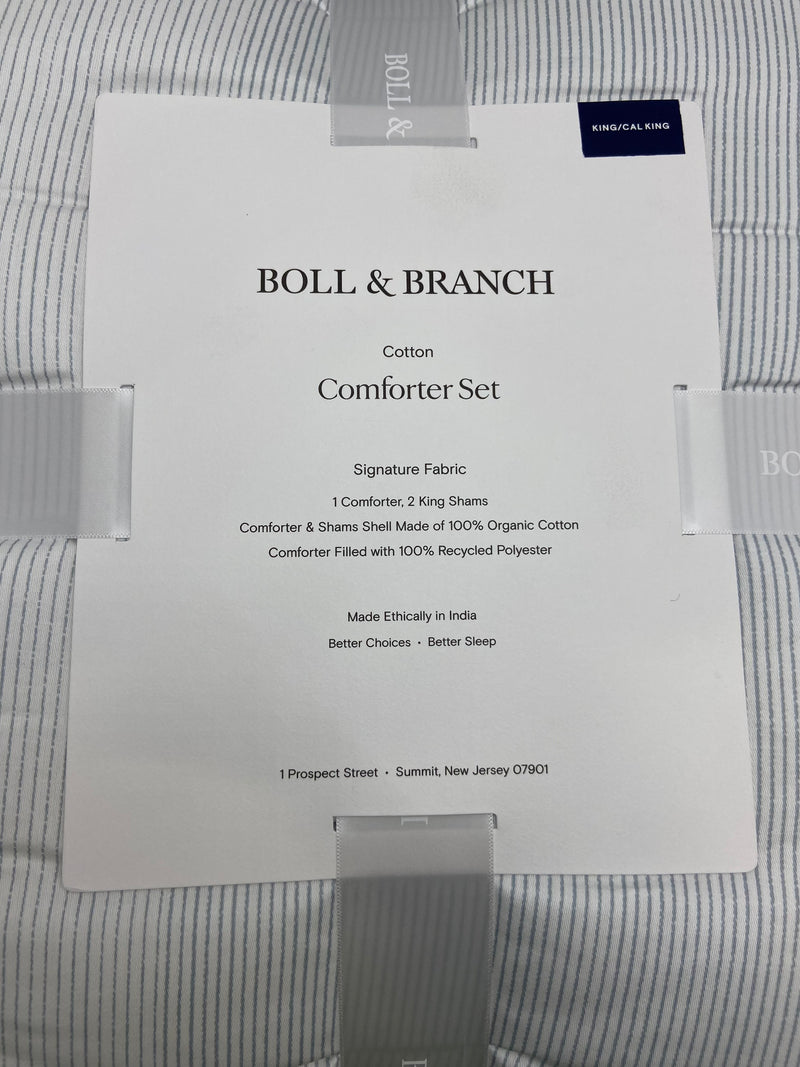 BOLL &
KING/CAL KING
BOLL & BRANCH
Cotton
Comforter Set
Signature Fabric
1 Comforter, 2 King Shams
Comforter & Shams Shell Made of 100% Organic Cotton
Comforter Filled with 100% Recycled Polyester
BO
Made Ethically in India
Better Choices • Better Sleep
1 Prospect Street • Summit, New Jersey 07901